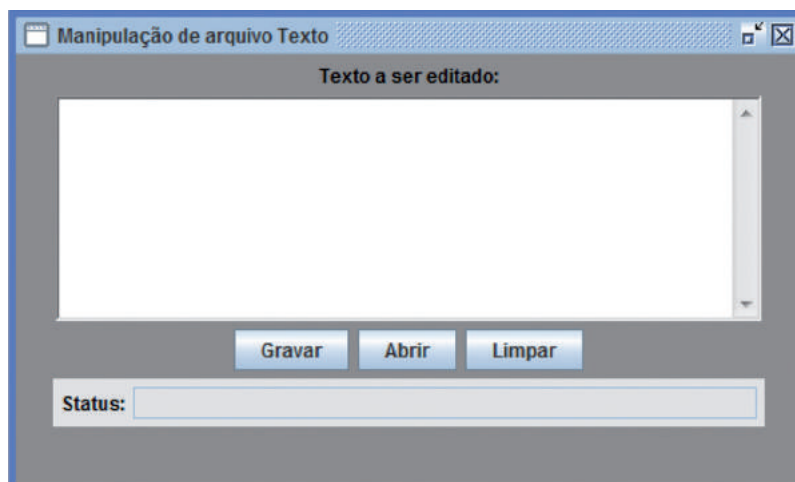 Manipulação de arquivo Texto
Texto a ser editado:
Gravar Abrir Limpar
Status: